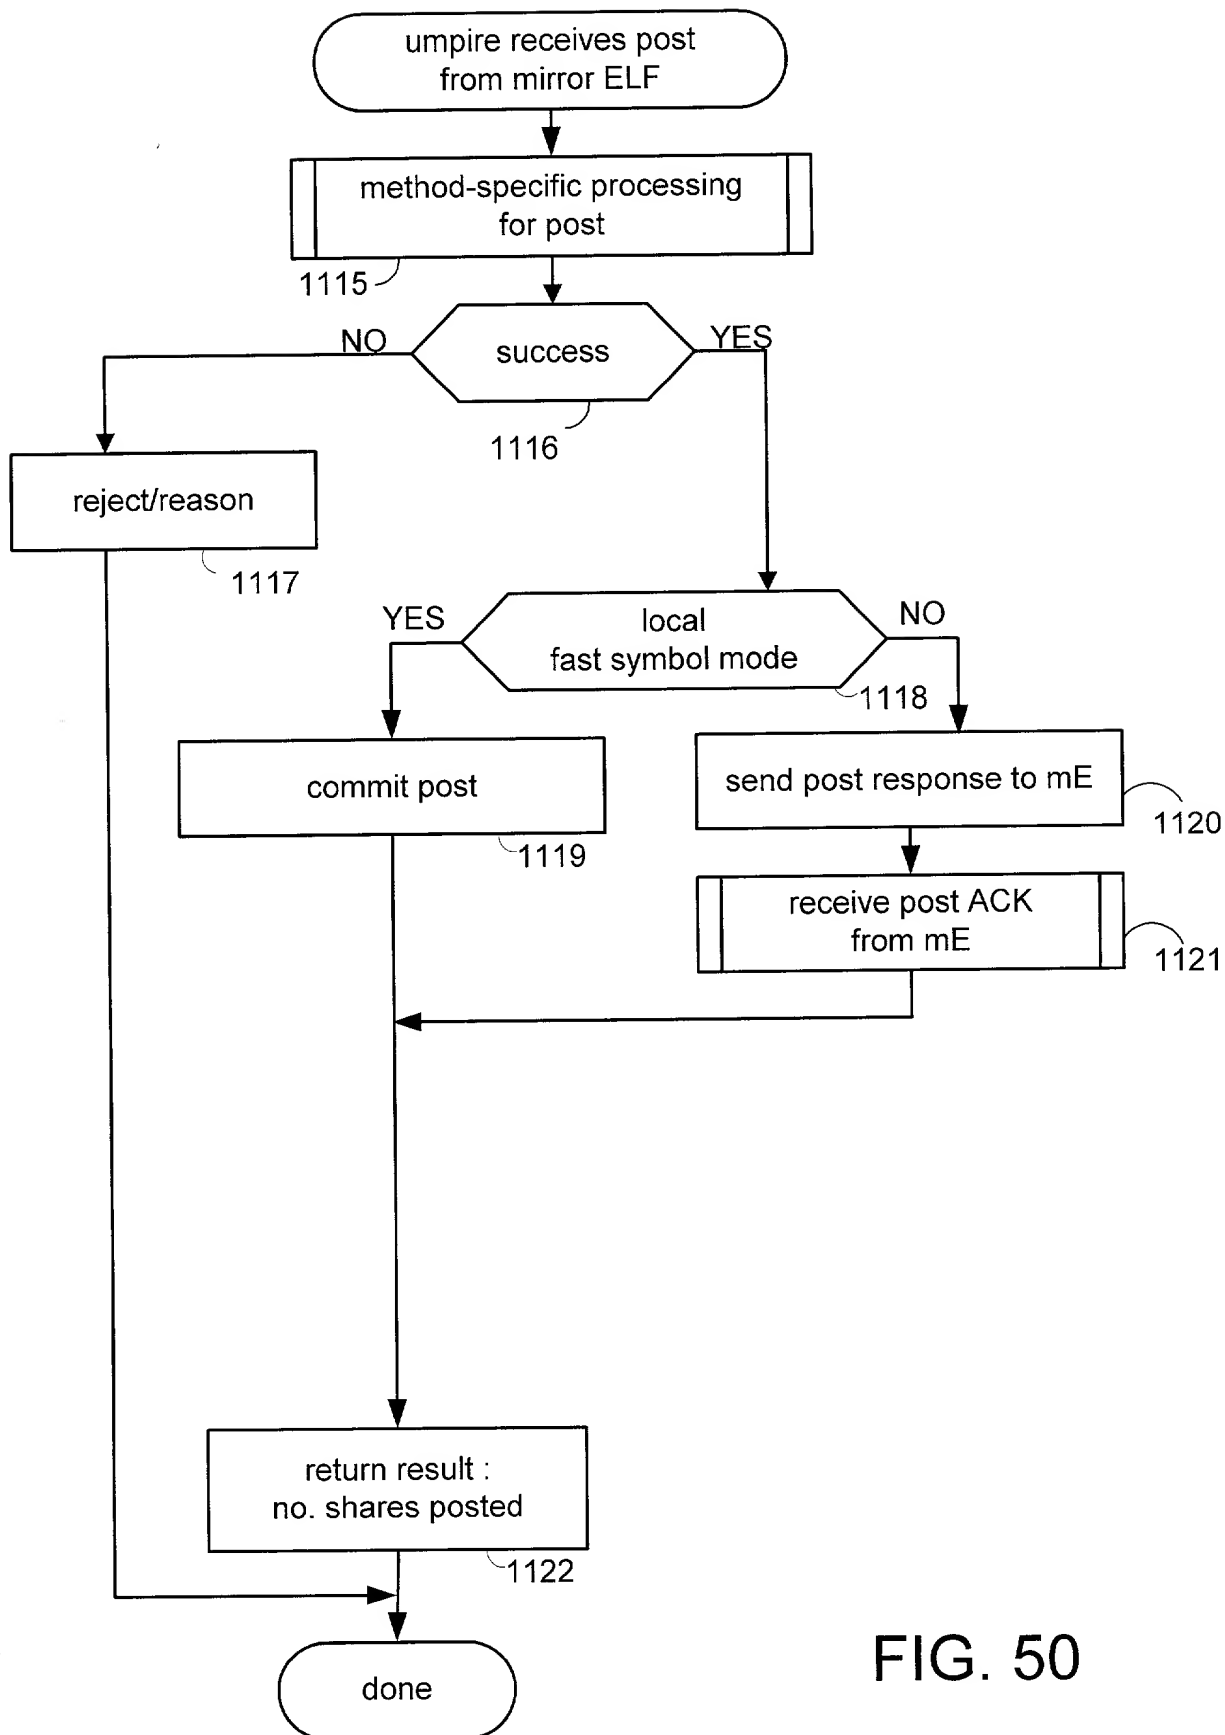 umpire receives post
from mirror ELF
method-specific processing
for post
1115
NO
success
YES
1116
reject/reason
1117
YES
local
fast symbol mode
NO
1118
commit post
1119
send post response to mE
1120
receive post ACK
from mE
1121
return result :
no. shares posted
1122
done
FIG. 50